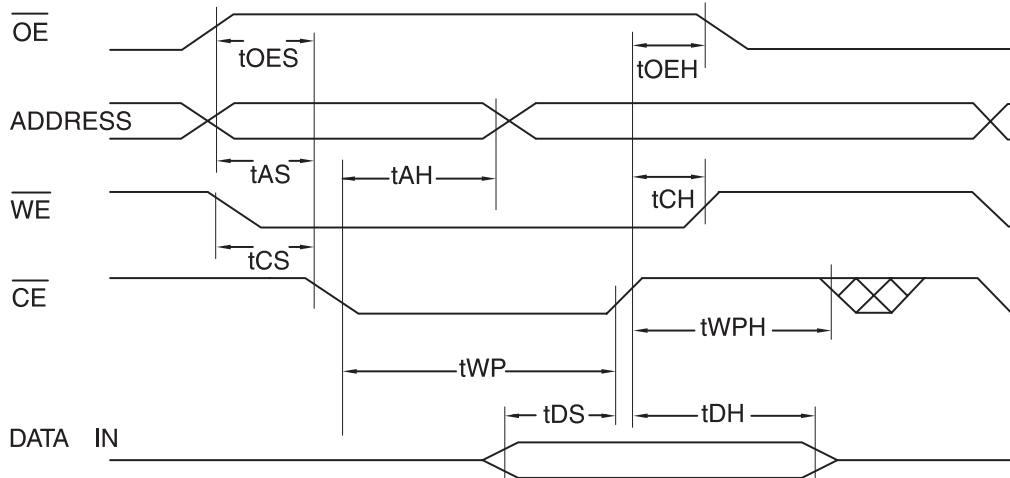 OE
tOES
tOEH
ADDRESS
tAS
tAH
WE
tCH
tCS
CE
tWPH
tWP
tDS
tDH
DATA IN